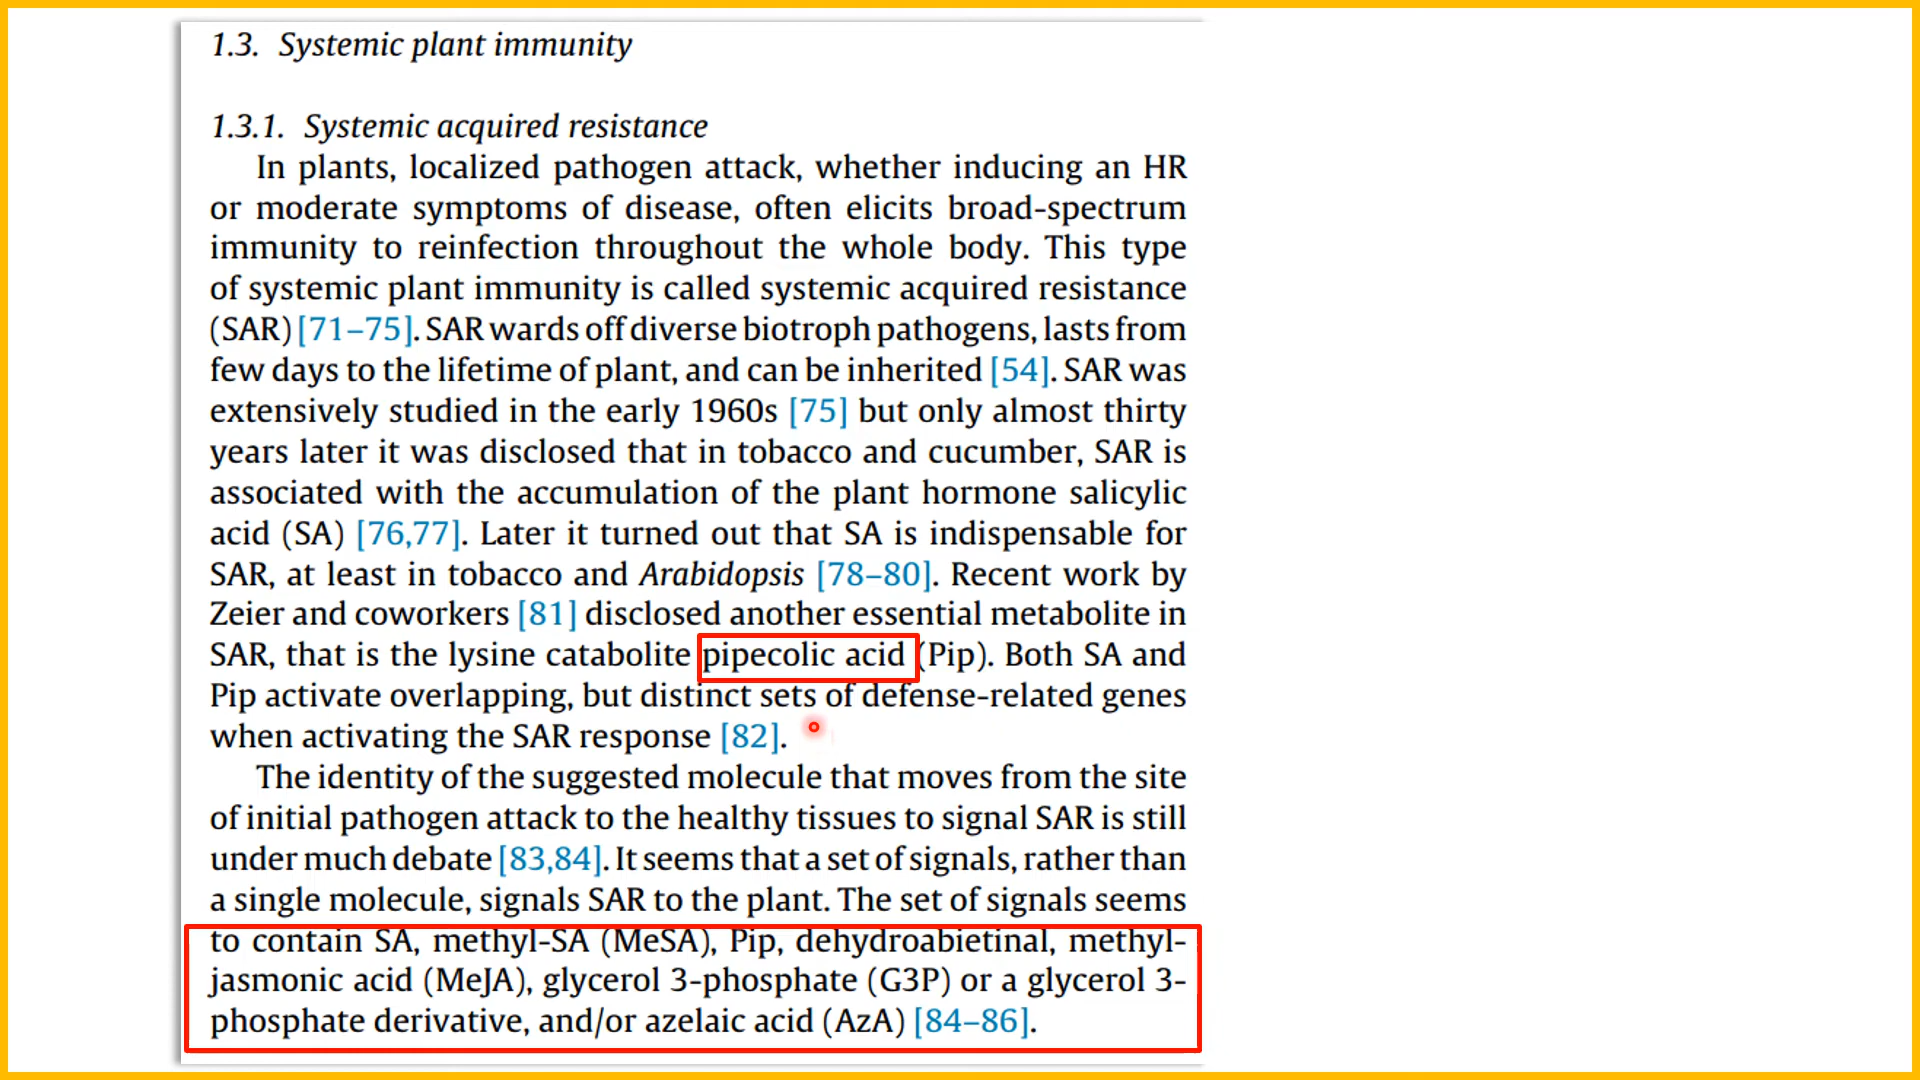 1.3. Systemic plant immunity
1.3.1. Systemic acquired resistance
In plants, localized pathogen attack, whether inducing an HR
or moderate symptoms of disease, often elicits broad-spectrum
immunity to reinfection throughout the whole body. This type
of systemic plant immunity is called systemic acquired resistance
(SAR) [71–75]. SAR wards off diverse biotroph pathogens, lasts from
few days to the lifetime of plant, and can be inherited [54]. SAR was
extensively studied in the early 1960s [75] but only almost thirty
years later it was disclosed that in tobacco and cucumber, SAR is
associated with the accumulation of the plant hormone salicylic
acid (SA) [76,77]. Later it turned out that SA is indispensable for
SAR, at least in tobacco and Arabidopsis [78–80]. Recent work by
Zeier and coworkers [81] disclosed another essential metabolite in
SAR, that is the lysine catabolite pipecolic acid (Pip). Both SA and
Pip activate overlapping, but distinct sets of defense-related genes
when activating the SAR response [82].
The identity of the suggested molecule that moves from the site
of initial pathogen attack to the healthy tissues to signal SAR is still
under much debate [83,84]. It seems that a set of signals, rather than
a single molecule, signals SAR to the plant. The set of signals seems
to contain SA, methyl-SA (MeSA), Pip, dehydroabietinal, methyl-
jasmonic acid (MeJA), glycerol 3-phosphate (G3P) or a glycerol 3-
phosphate derivative, and/or azelaic acid (AzA) [84–86].